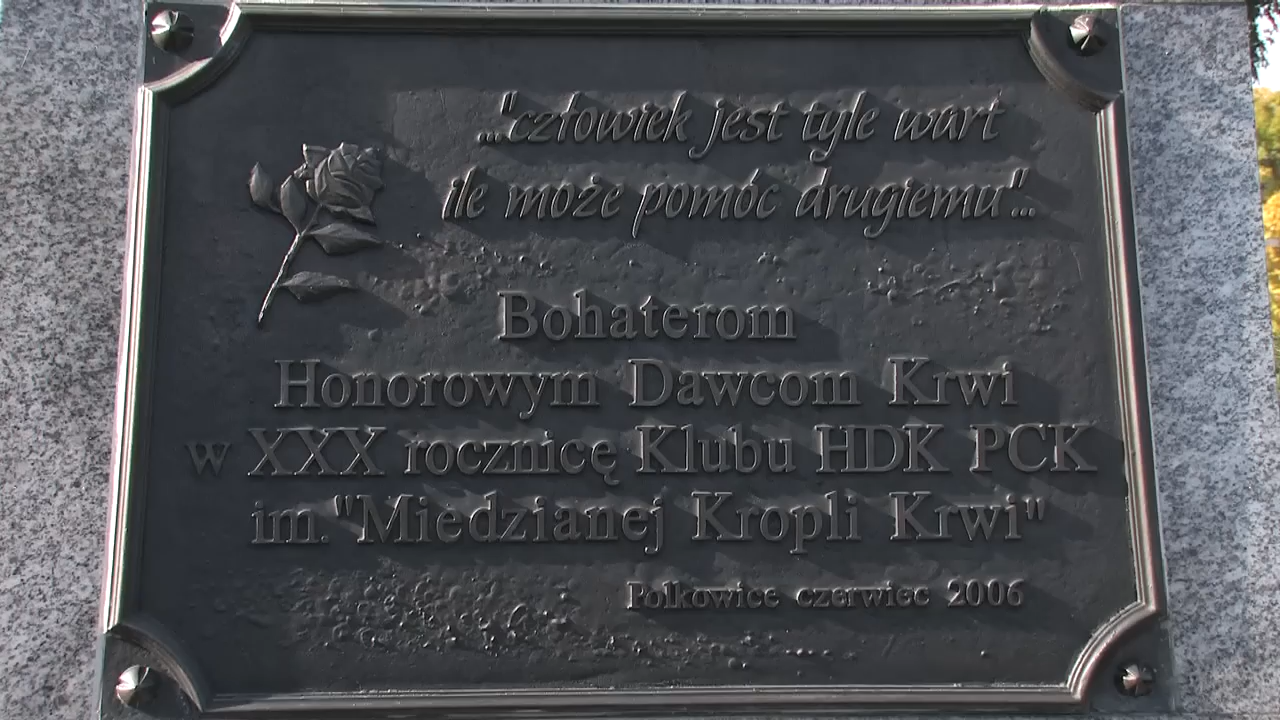 ..."człowiek jest tyle wart
ile może pomóc drugiemu"...
Bohaterom
Honorowym Dawcom Krwi
w XXX rocznicę Klubu HDK PCK
im. "Miedzianej Kropli Krwi"
Polkowice czerwiec 2006